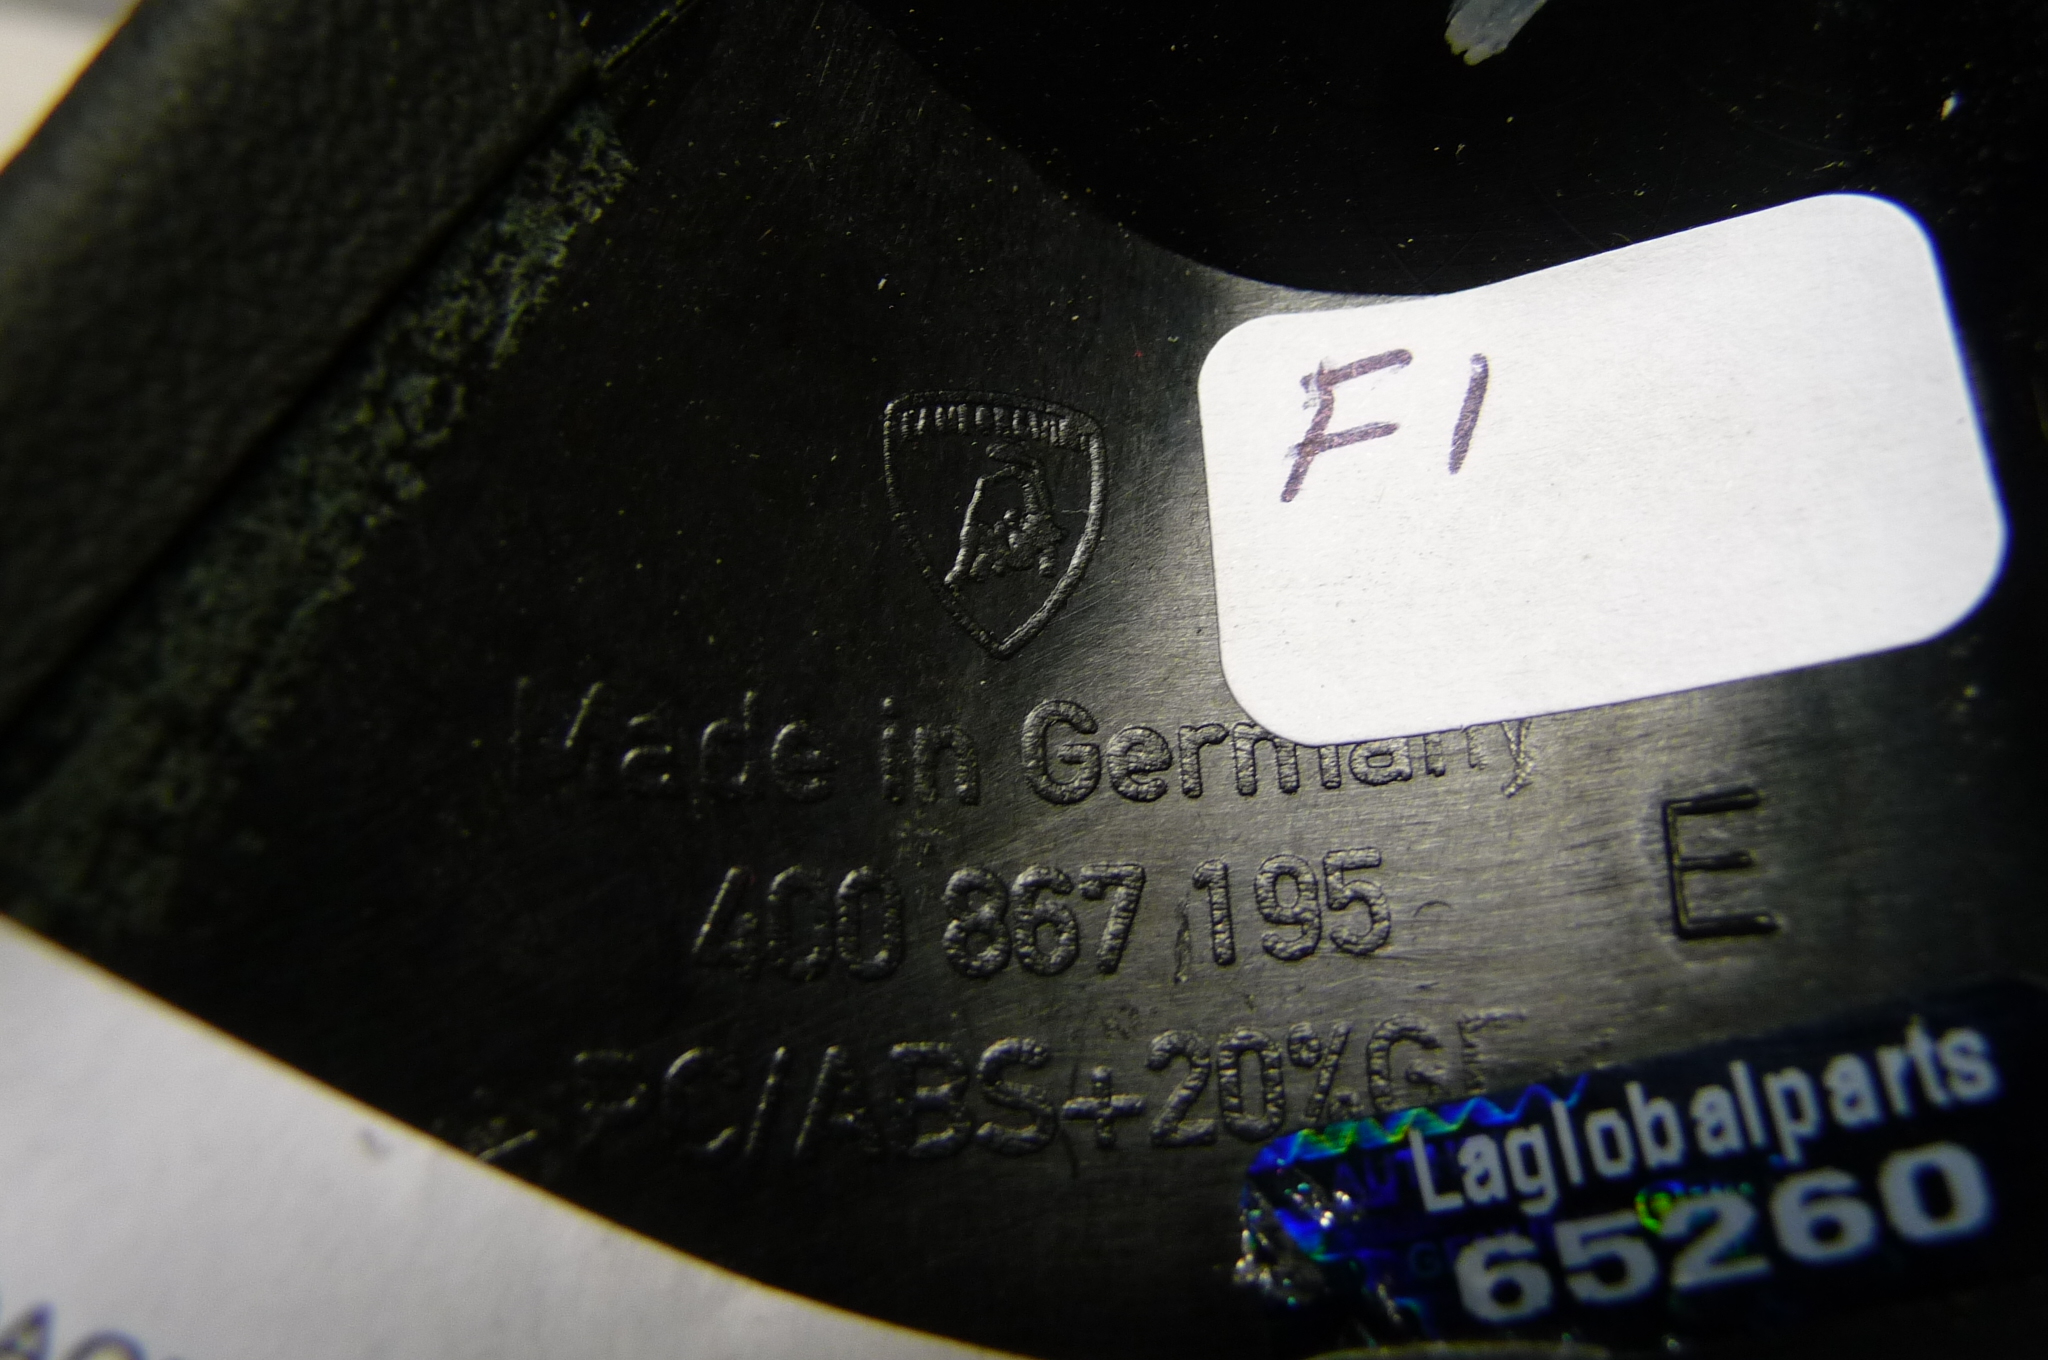 F1
Made in Germany
400 867 195
E
>PC/ABS+20%GF
Laglobalparts
65260